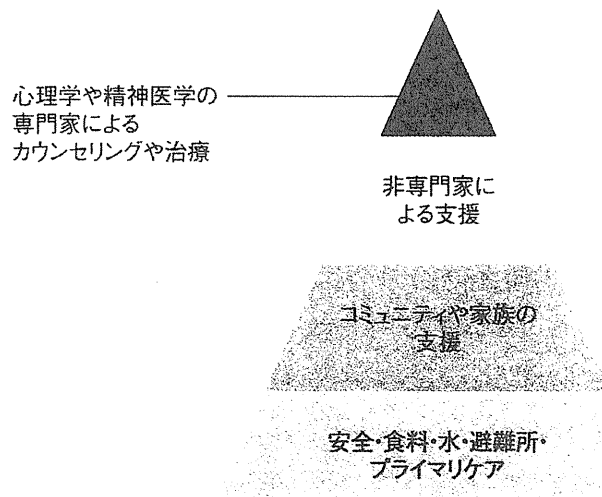 心理学や精神医学の
専門家による
カウンセリングや治療
非専門家に
よる支援
コミュニティや家族の
支援
安全・食料・水・避難所・
プライマリケア